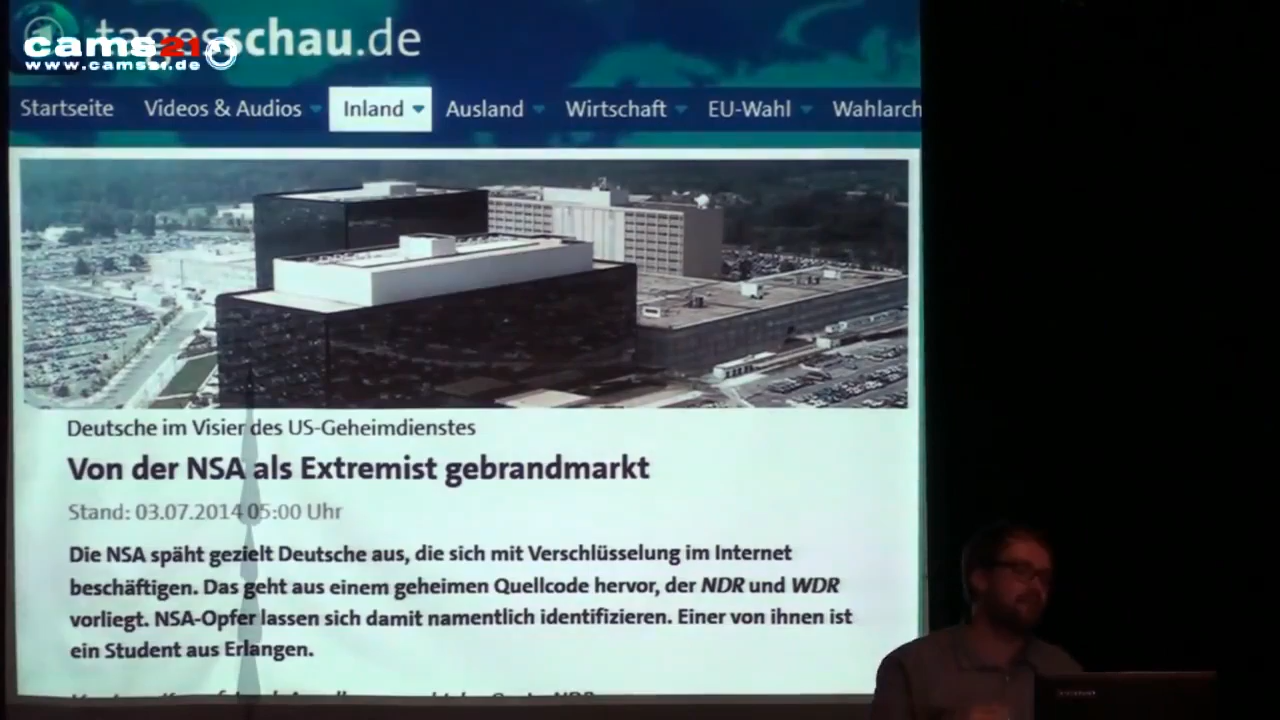 tagesschau.de
cams21
www.camsst.de
Startseite Videos & Audios Inland Ausland Wirtschaft EU-Wahl Wahlarch
Deutsche im Visier des US-Geheimdienstes
Von der NSA als Extremist gebrandmarkt
Stand: 03.07.2014 05:00 Uhr
Die NSA späht gezielt Deutsche aus, die sich mit Verschlüsselung im Internet
beschäftigen. Das geht aus einem geheimen Quellcode hervor, der NDR und WDR
vorliegt. NSA-Opfer lassen sich damit namentlich identifizieren. Einer von ihnen ist
ein Student aus Erlangen.